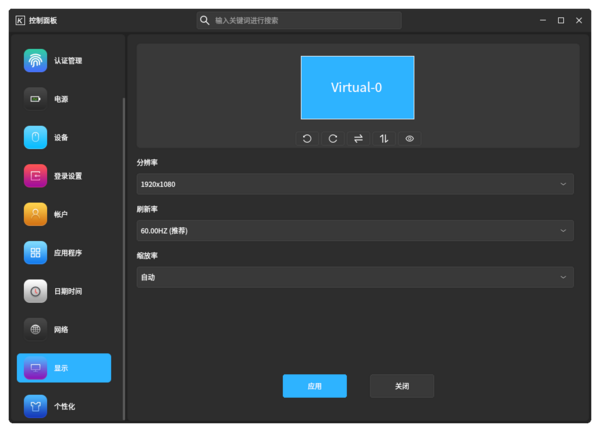 控制面板
输入关键词进行搜索
认证管理
电源
设备
登录设置
帐户
应用程序
日期时间
网络
显示
个性化
Virtual-0
分辨率
1920x1080
刷新率
60.00HZ (推荐)
缩放率
自动
应用
关闭